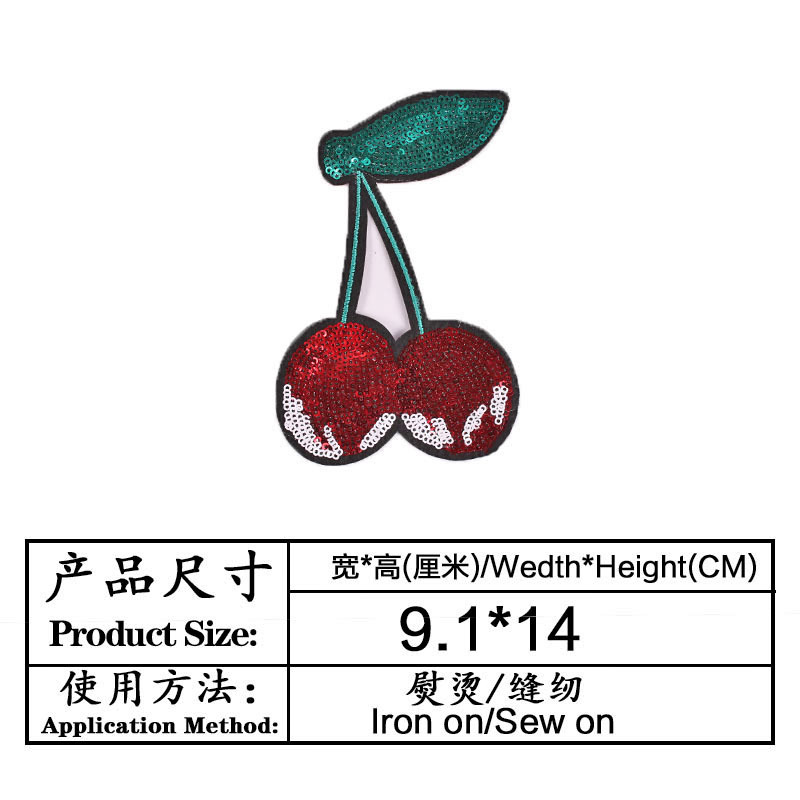 产品尺寸
Product Size:
宽*高(厘米)/Wedth*Height(CM)
9.1*14
使用方法：
Application Method:
熨烫/缝纫
Iron on/Sew on